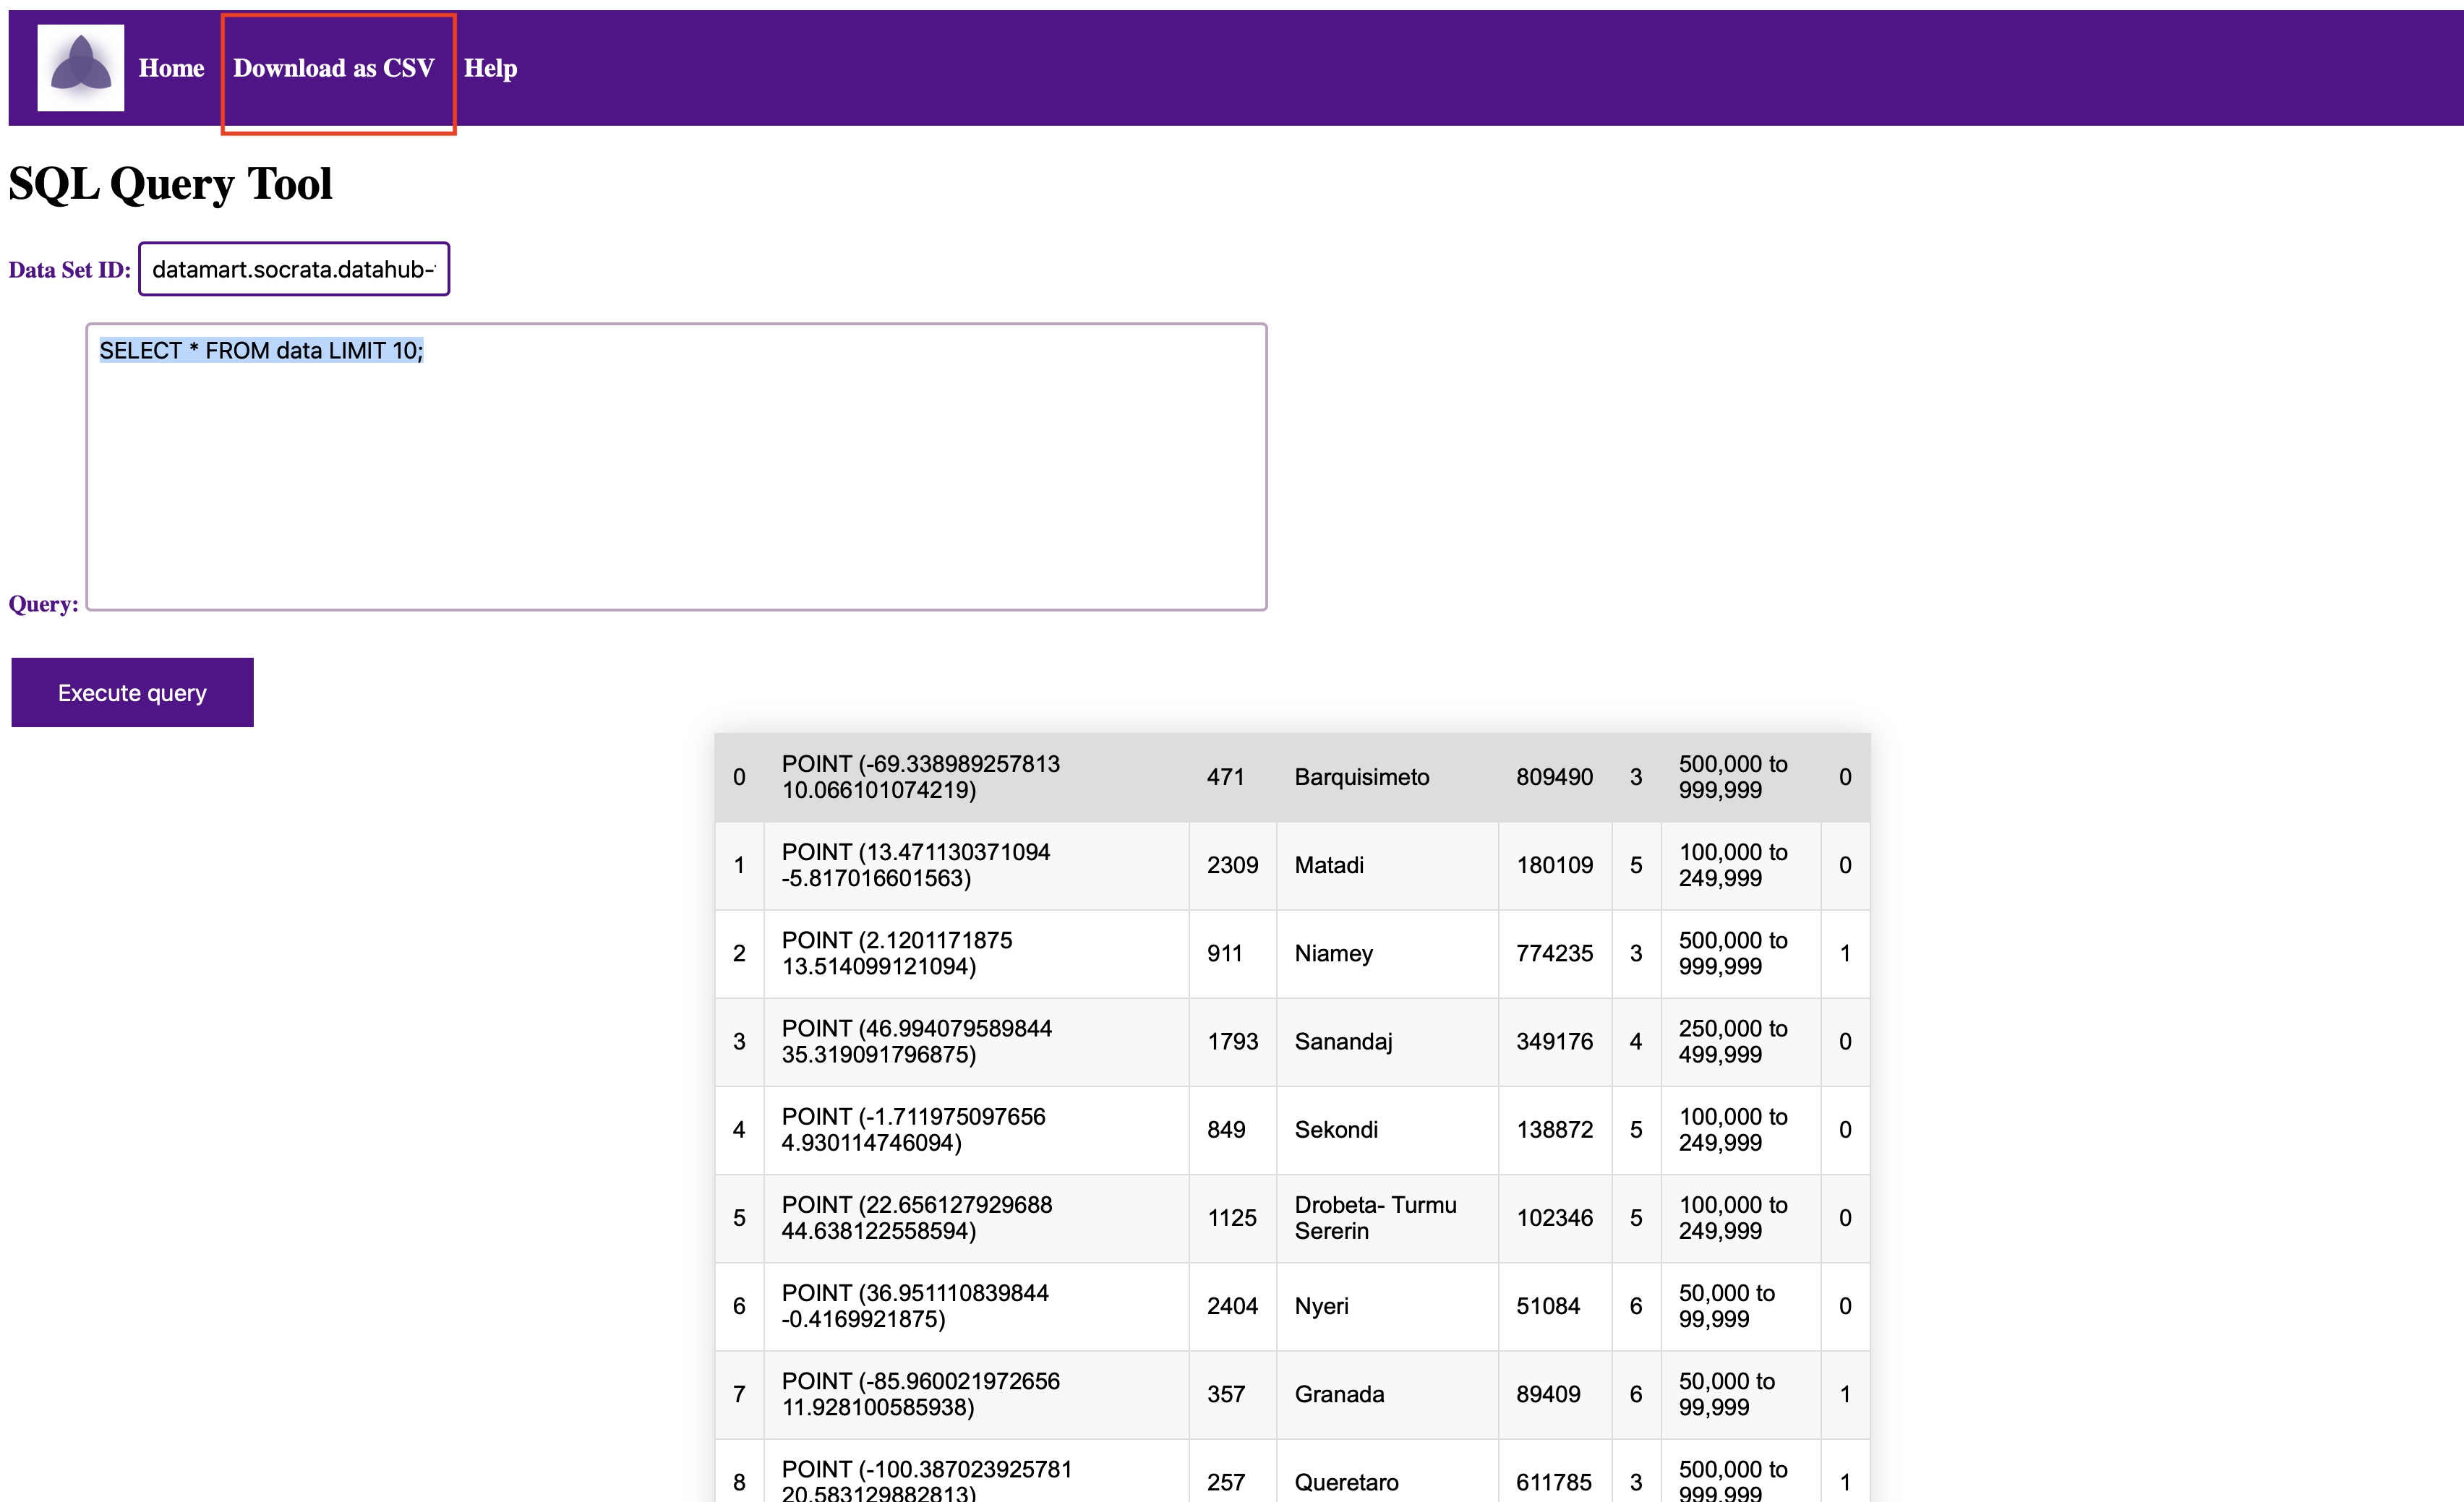 Home Download as CSV Help
SQL Query Tool
Data Set ID: datamart.socrata.datahub-
SELECT * FROM data LIMIT 10;
Query:
Execute query
0 POINT (-69.338989257813 10.066101074219) 471 Barquisimeto 809490 3 500,000 to 999,999 0
1 POINT (13.471130371094 -5.817016601563) 2309 Matadi 180109 5 100,000 to 249,999 0
2 POINT (2.1201171875 13.514099121094) 911 Niamey 774235 3 500,000 to 999,999 1
3 POINT (46.994079589844 35.319091796875) 1793 Sanandaj 349176 4 250,000 to 499,999 0
4 POINT (-1.711975097656 4.930114746094) 849 Sekondi 138872 5 100,000 to 249,999 0
5 POINT (22.656127929688 44.638122558594) 1125 Drobeta- Turmu Sererin 102346 5 100,000 to 249,999 0
6 POINT (36.951110839844 -0.4169921875) 2404 Nyeri 51084 6 50,000 to 99,999 0
7 POINT (-85.960021972656 11.928100585938) 357 Granada 89409 6 50,000 to 99,999 1
8 POINT (-100.387023925781 20.583129882813) 257 Queretaro 611785 3 500,000 to 999,999 1